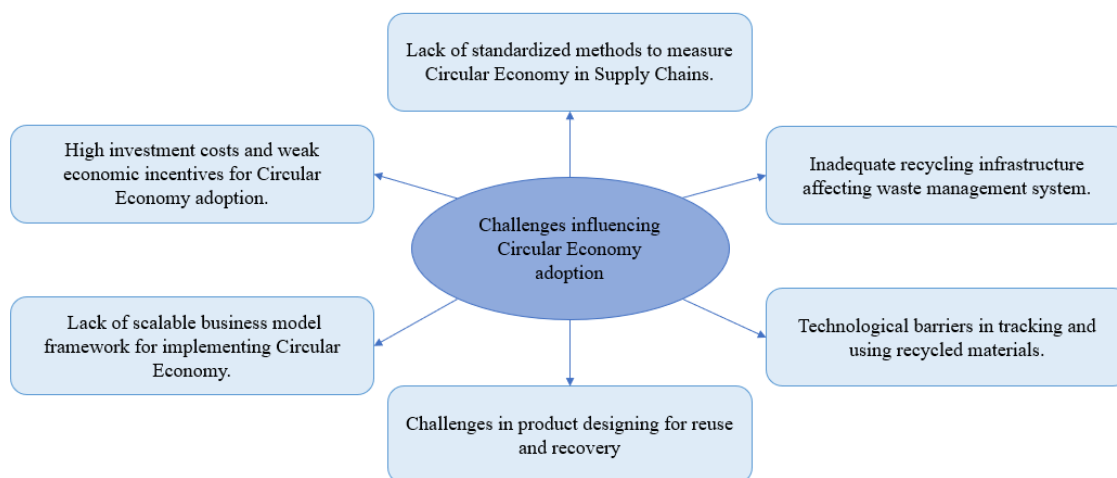 Lack of standardized methods to measure
Circular Economy in Supply Chains.
High investment costs and weak
economic incentives for Circular
Economy adoption.
Inadequate recycling infrastructure
affecting waste management system.
Challenges influencing
Circular Economy
adoption
Lack of scalable business model
framework for implementing Circular
Economy.
Technological barriers in tracking and
using recycled materials.
Challenges in product designing for reuse
and recovery